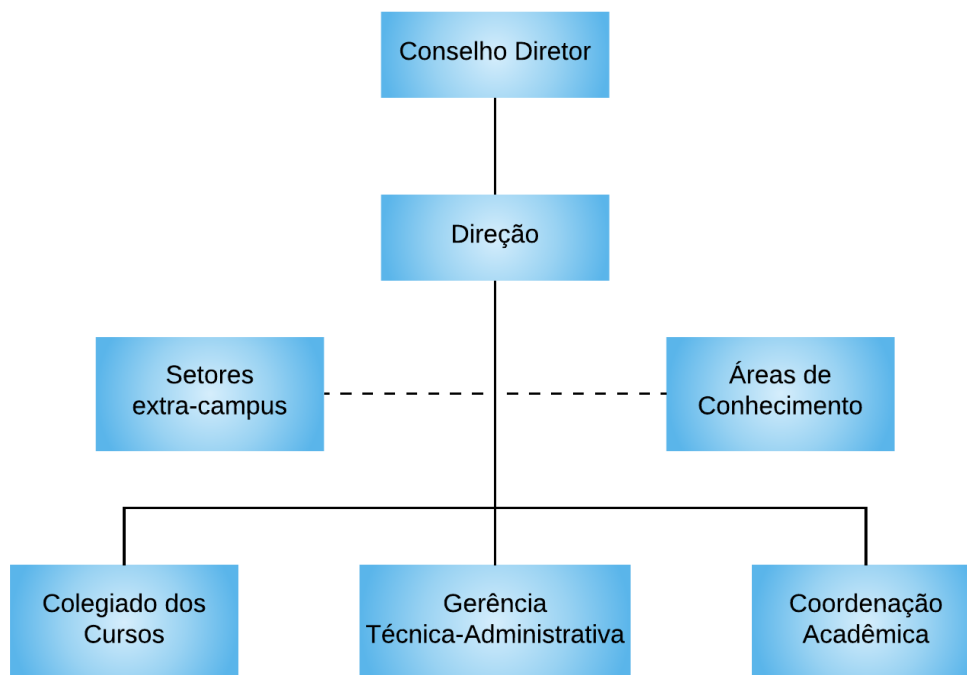 Conselho Diretor
Direção
Setores
extra-campus
Áreas de
Conhecimento
Colegiado dos
Cursos
Gerência
Técnica-Administrativa
Coordenação
Acadêmica